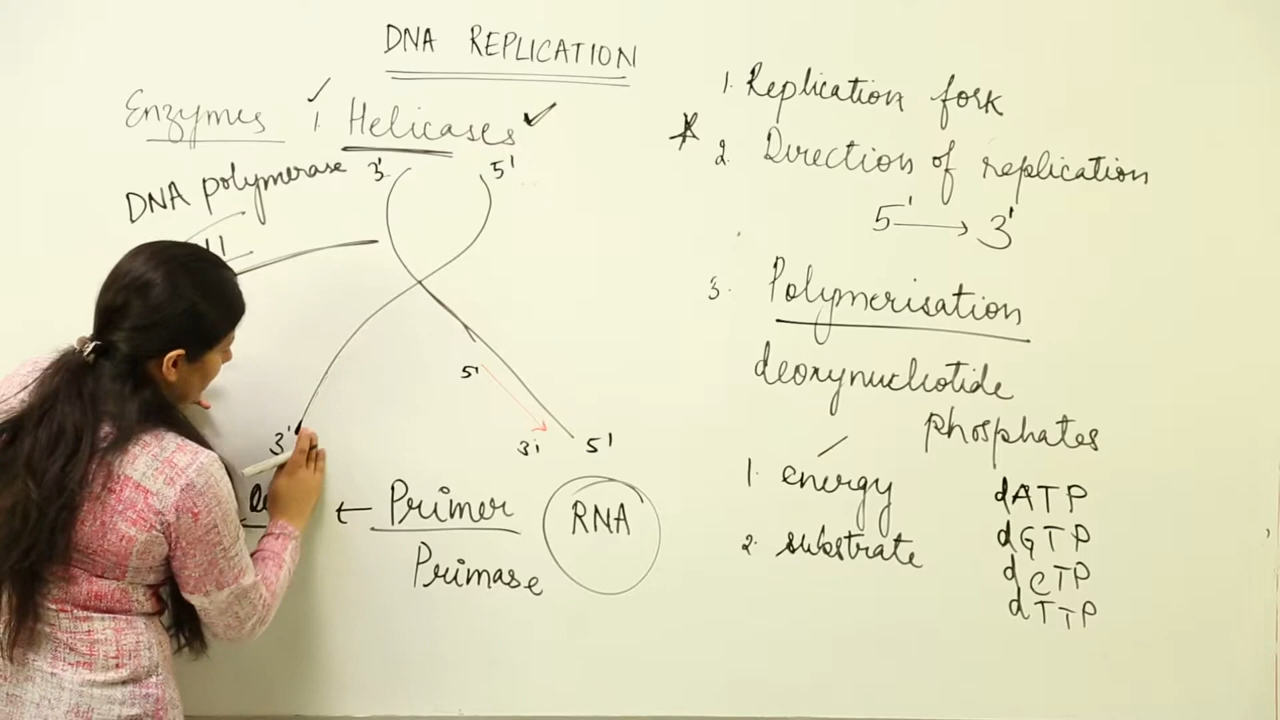 DNA REPLICATION
Enzymes 1. Helicases
DNA polymerase
3' 5'
5'
3' 3' 5'
← Primer
Primase
RNA
1. Replication fork
2. Direction of replication
5' → 3'
3. Polymerisation
deoxynucleotide
phosphates
1. energy
2. substrate
dATP
dGTP
dCTP
dTTP